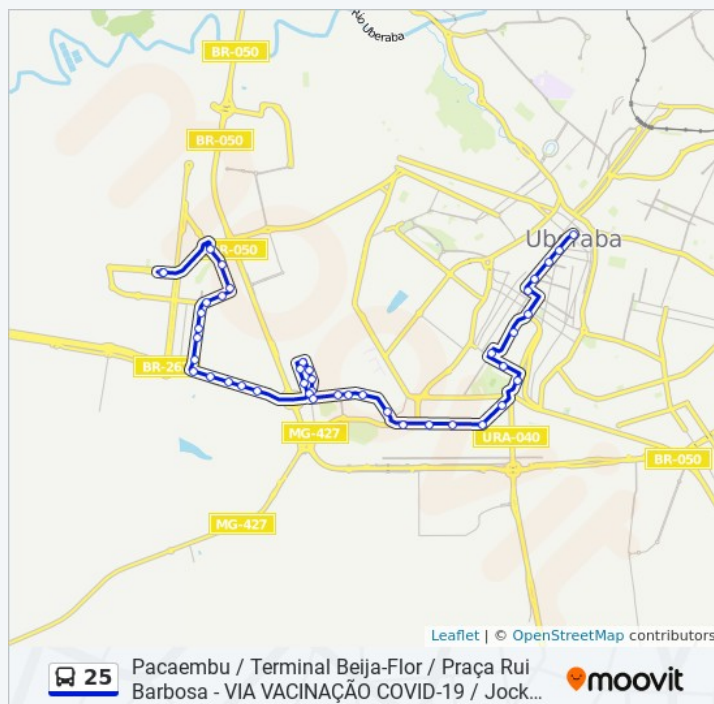 Río Uberaba
BR-050
BR-050
BR-050
Uberaba
BR-26
MG-427
URA-040
BR-050
MG-427
Leaflet | © OpenStreetMap contributors
25
Pacaembu / Terminal Beija-Flor / Praça Rui
Barbosa - VIA VACINAÇÃO COVID-19 / Jock...
moovit